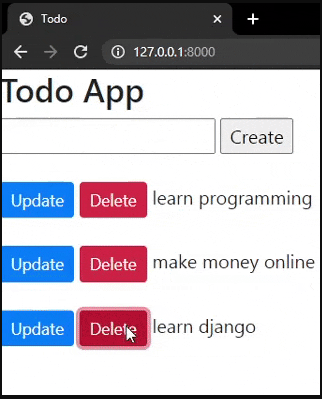 Todo
127.0.0.1:8000
Todo App
Create
Update Delete learn programming
Update Delete make money online
Update Delete learn django